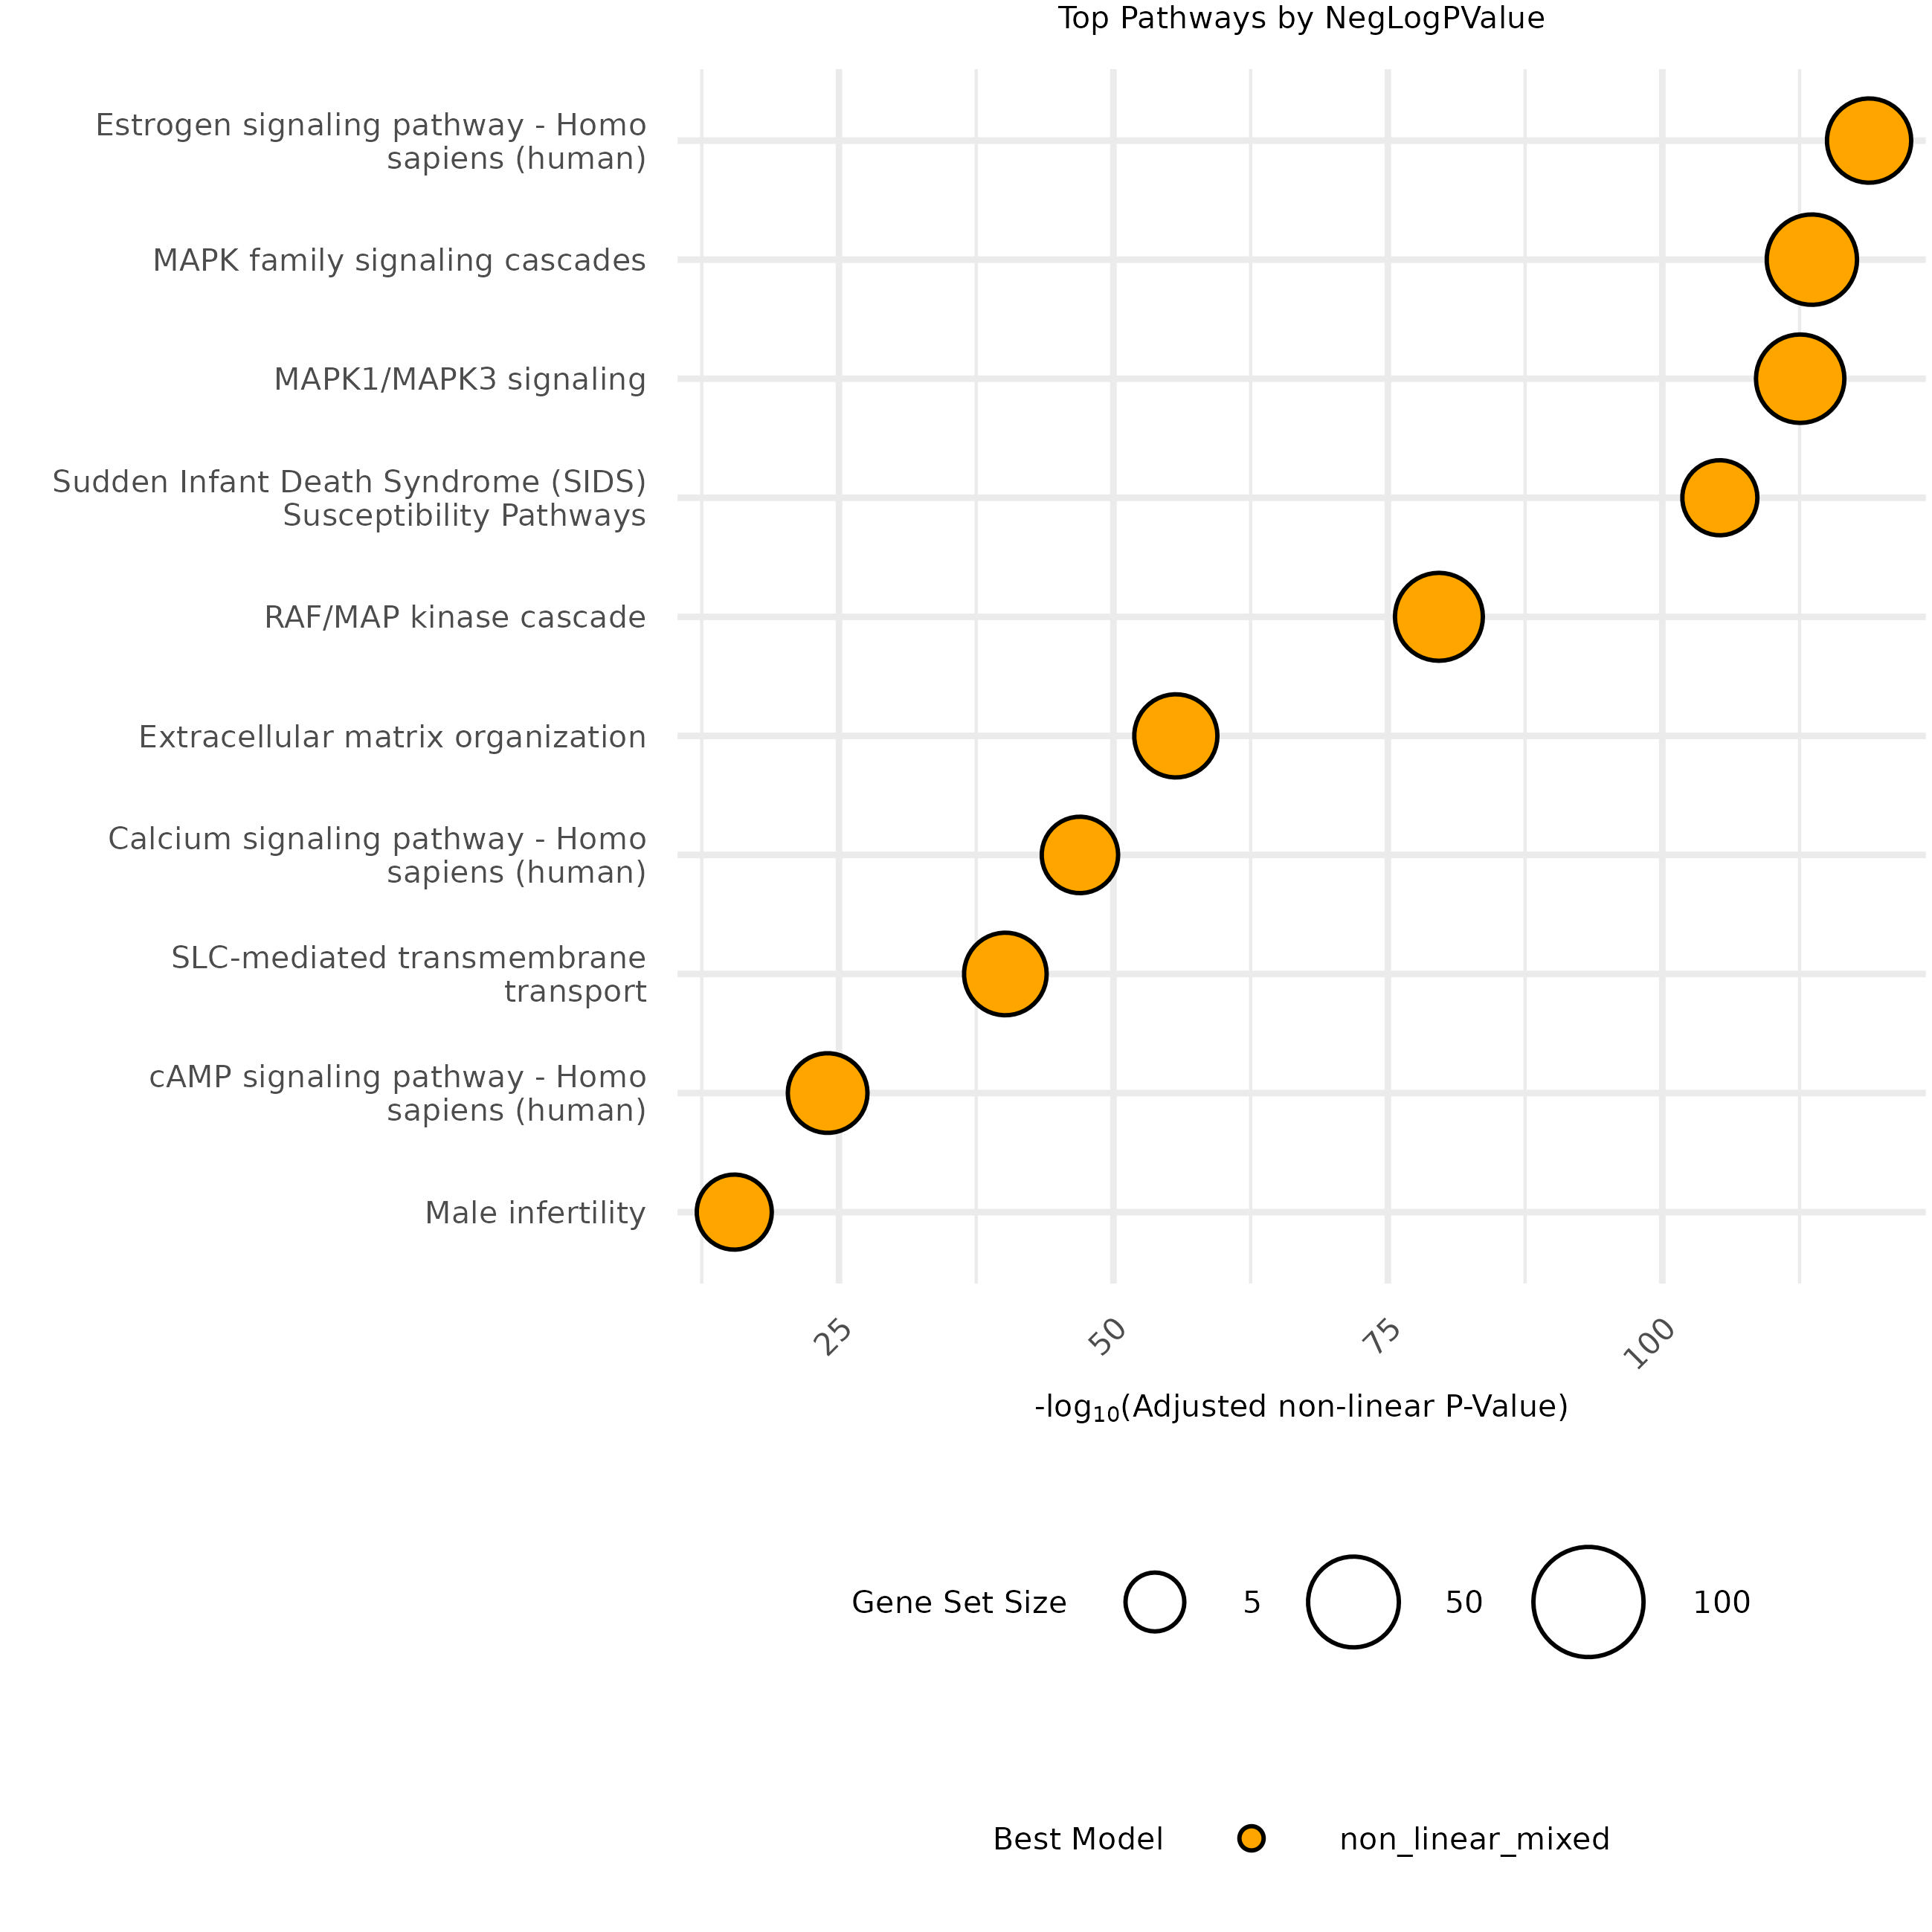 Top Pathways by NegLogPValue
Estrogen signaling pathway - Homo
sapiens (human)
MAPK family signaling cascades
MAPK1/MAPK3 signaling
Sudden Infant Death Syndrome (SIDS)
Susceptibility Pathways
RAF/MAP kinase cascade
Extracellular matrix organization
Calcium signaling pathway - Homo
sapiens (human)
SLC-mediated transmembrane
transport
cAMP signaling pathway - Homo
sapiens (human)
Male infertility
25 50 75 100
-log₁₀(Adjusted non-linear P-Value)
Gene Set Size 5 50 100
Best Model non_linear_mixed